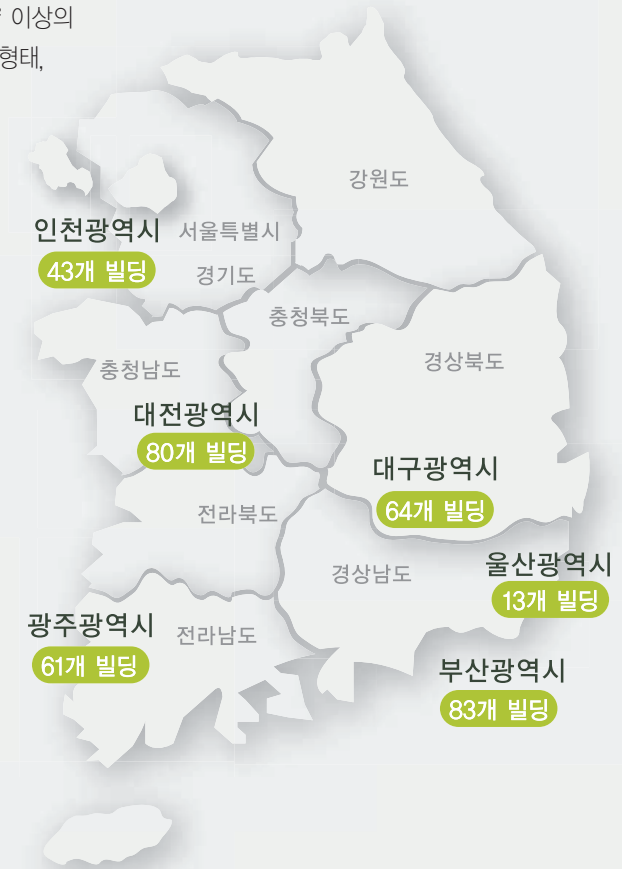 이상의
형태,
강원도
인천광역시
43개 빌딩
서울특별시
경기도
충청북도
충청남도
경상북도
대전광역시
80개 빌딩
대구광역시
64개 빌딩
전라북도
경상남도
울산광역시
13개 빌딩
광주광역시
61개 빌딩
전라남도
부산광역시
83개 빌딩